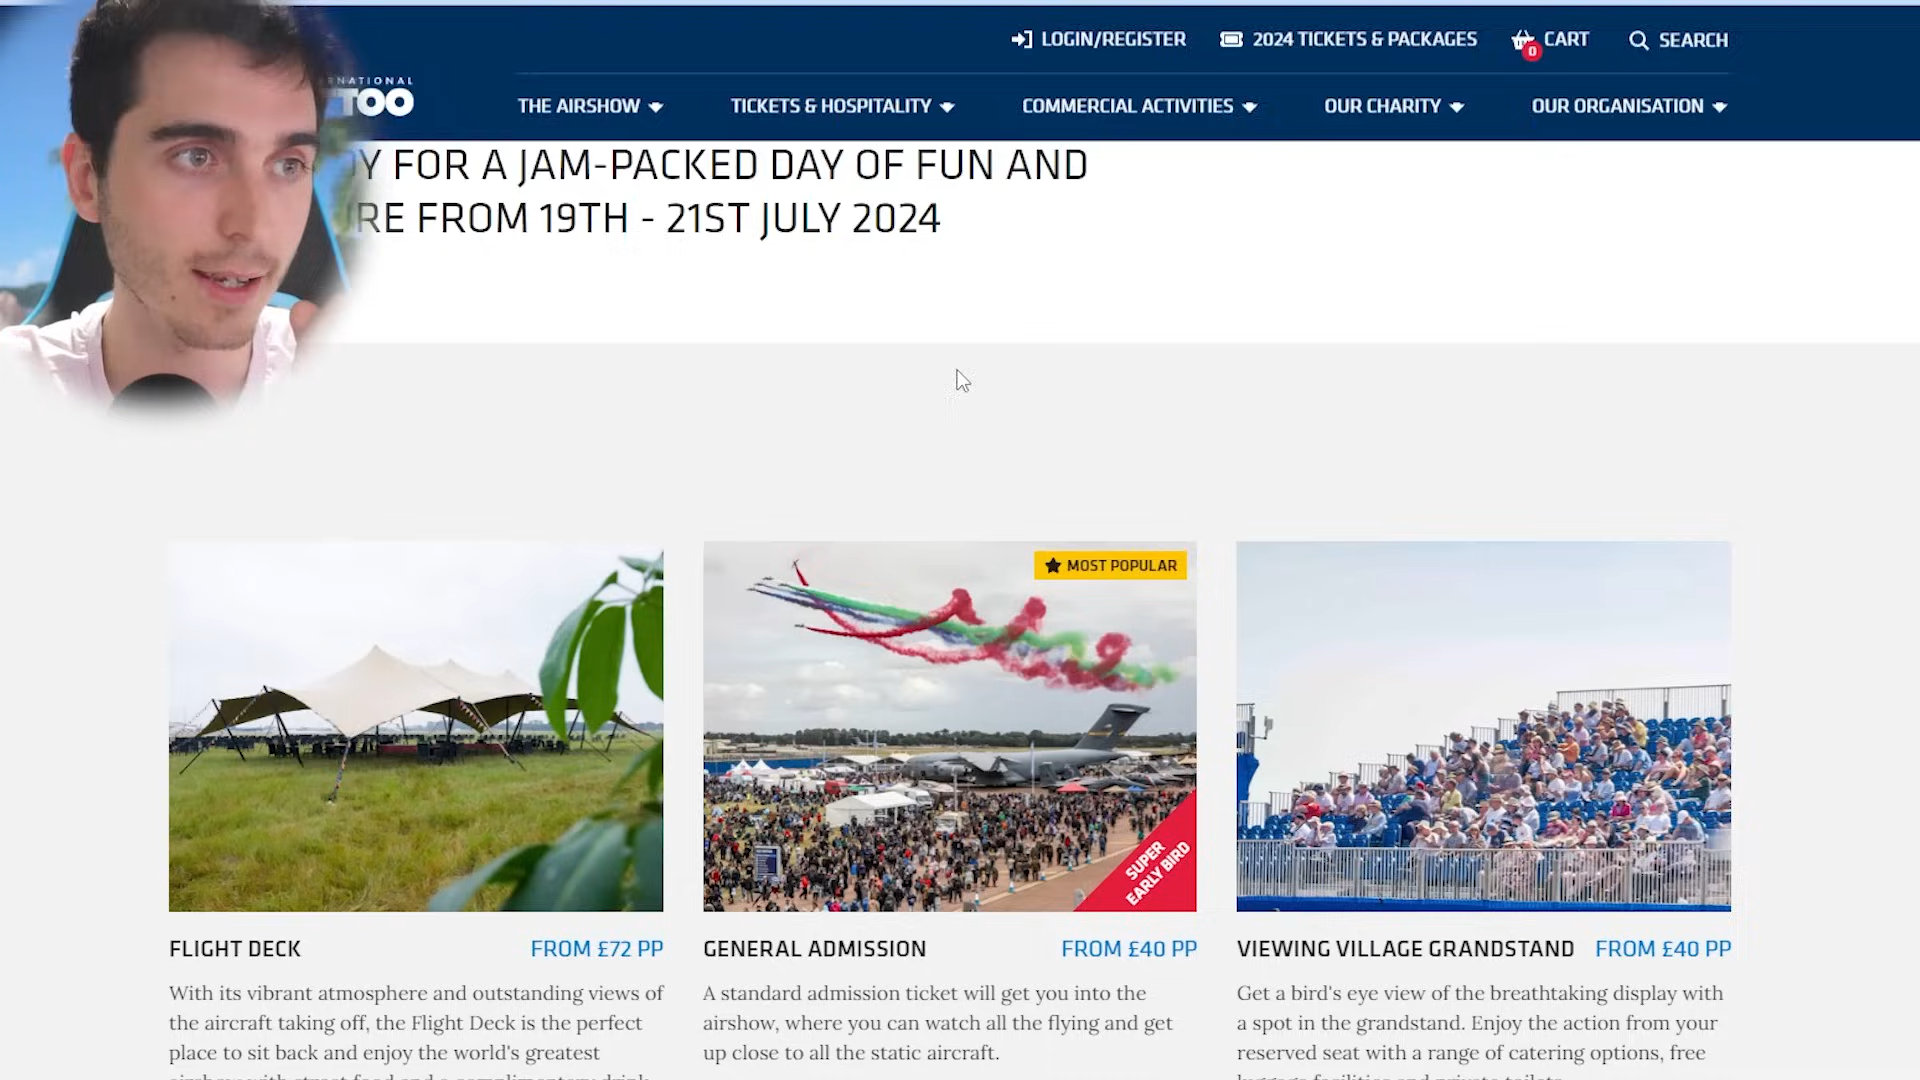 LOGIN/REGISTER
2024 TICKETS & PACKAGES
0
CART
SEARCH
THE AIRSHOW
TICKETS & HOSPITALITY
COMMERCIAL ACTIVITIES
OUR CHARITY
OUR ORGANISATION
FOR A JAM-PACKED DAY OF FUN AND
FROM 19TH - 21ST JULY 2024
MOST POPULAR
SUPER
EARLY BIRD
FLIGHT DECK
FROM £72 PP
With its vibrant atmosphere and outstanding views of
the aircraft taking off, the Flight Deck is the perfect
place to sit back and enjoy the world's greatest
GENERAL ADMISSION
FROM £40 PP
A standard admission ticket will get you into the
airshow, where you can watch all the flying and get
up close to all the static aircraft.
VIEWING VILLAGE GRANDSTAND
FROM £40 PP
Get a bird's eye view of the breathtaking display with
a spot in the grandstand. Enjoy the action from your
reserved seat with a range of catering options, free